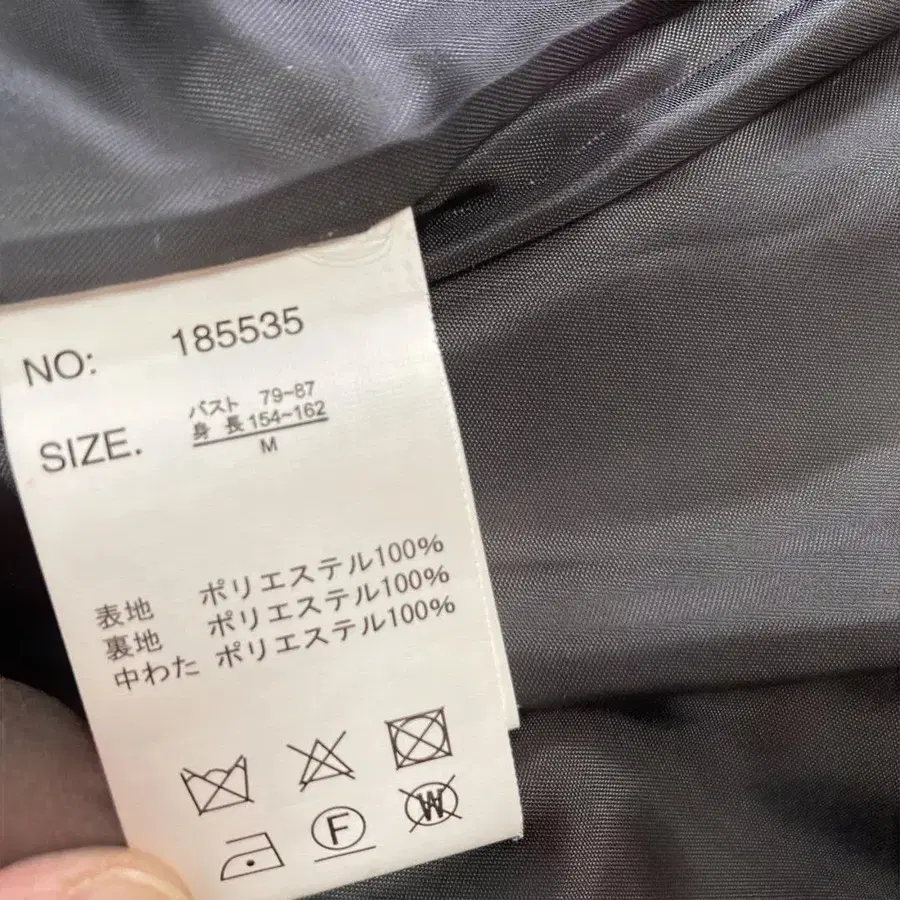 NO: 185535
バスト 79~87
身長 154~162
SIZE. M
表地 ポリエステル100%
裏地 ポリエステル100%
中わた ポリエステル100%
F W